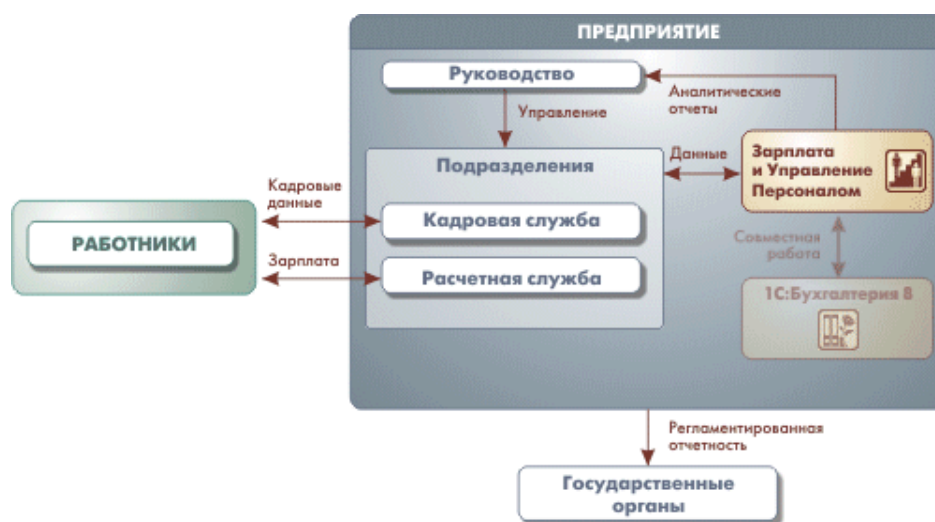 ПРЕДПРИЯТИЕ
Руководство
Аналитические
отчеты
Управление
Подразделения
Данные
Зарплата
и Управление
Персоналом
Кадровые
данные
Кадровая служба
РАБОТНИКИ
Совместная
работа
Зарплата
Расчетная служба
1С:Бухгалтерия 8
Регламентированная
отчетность
Государственные
органы